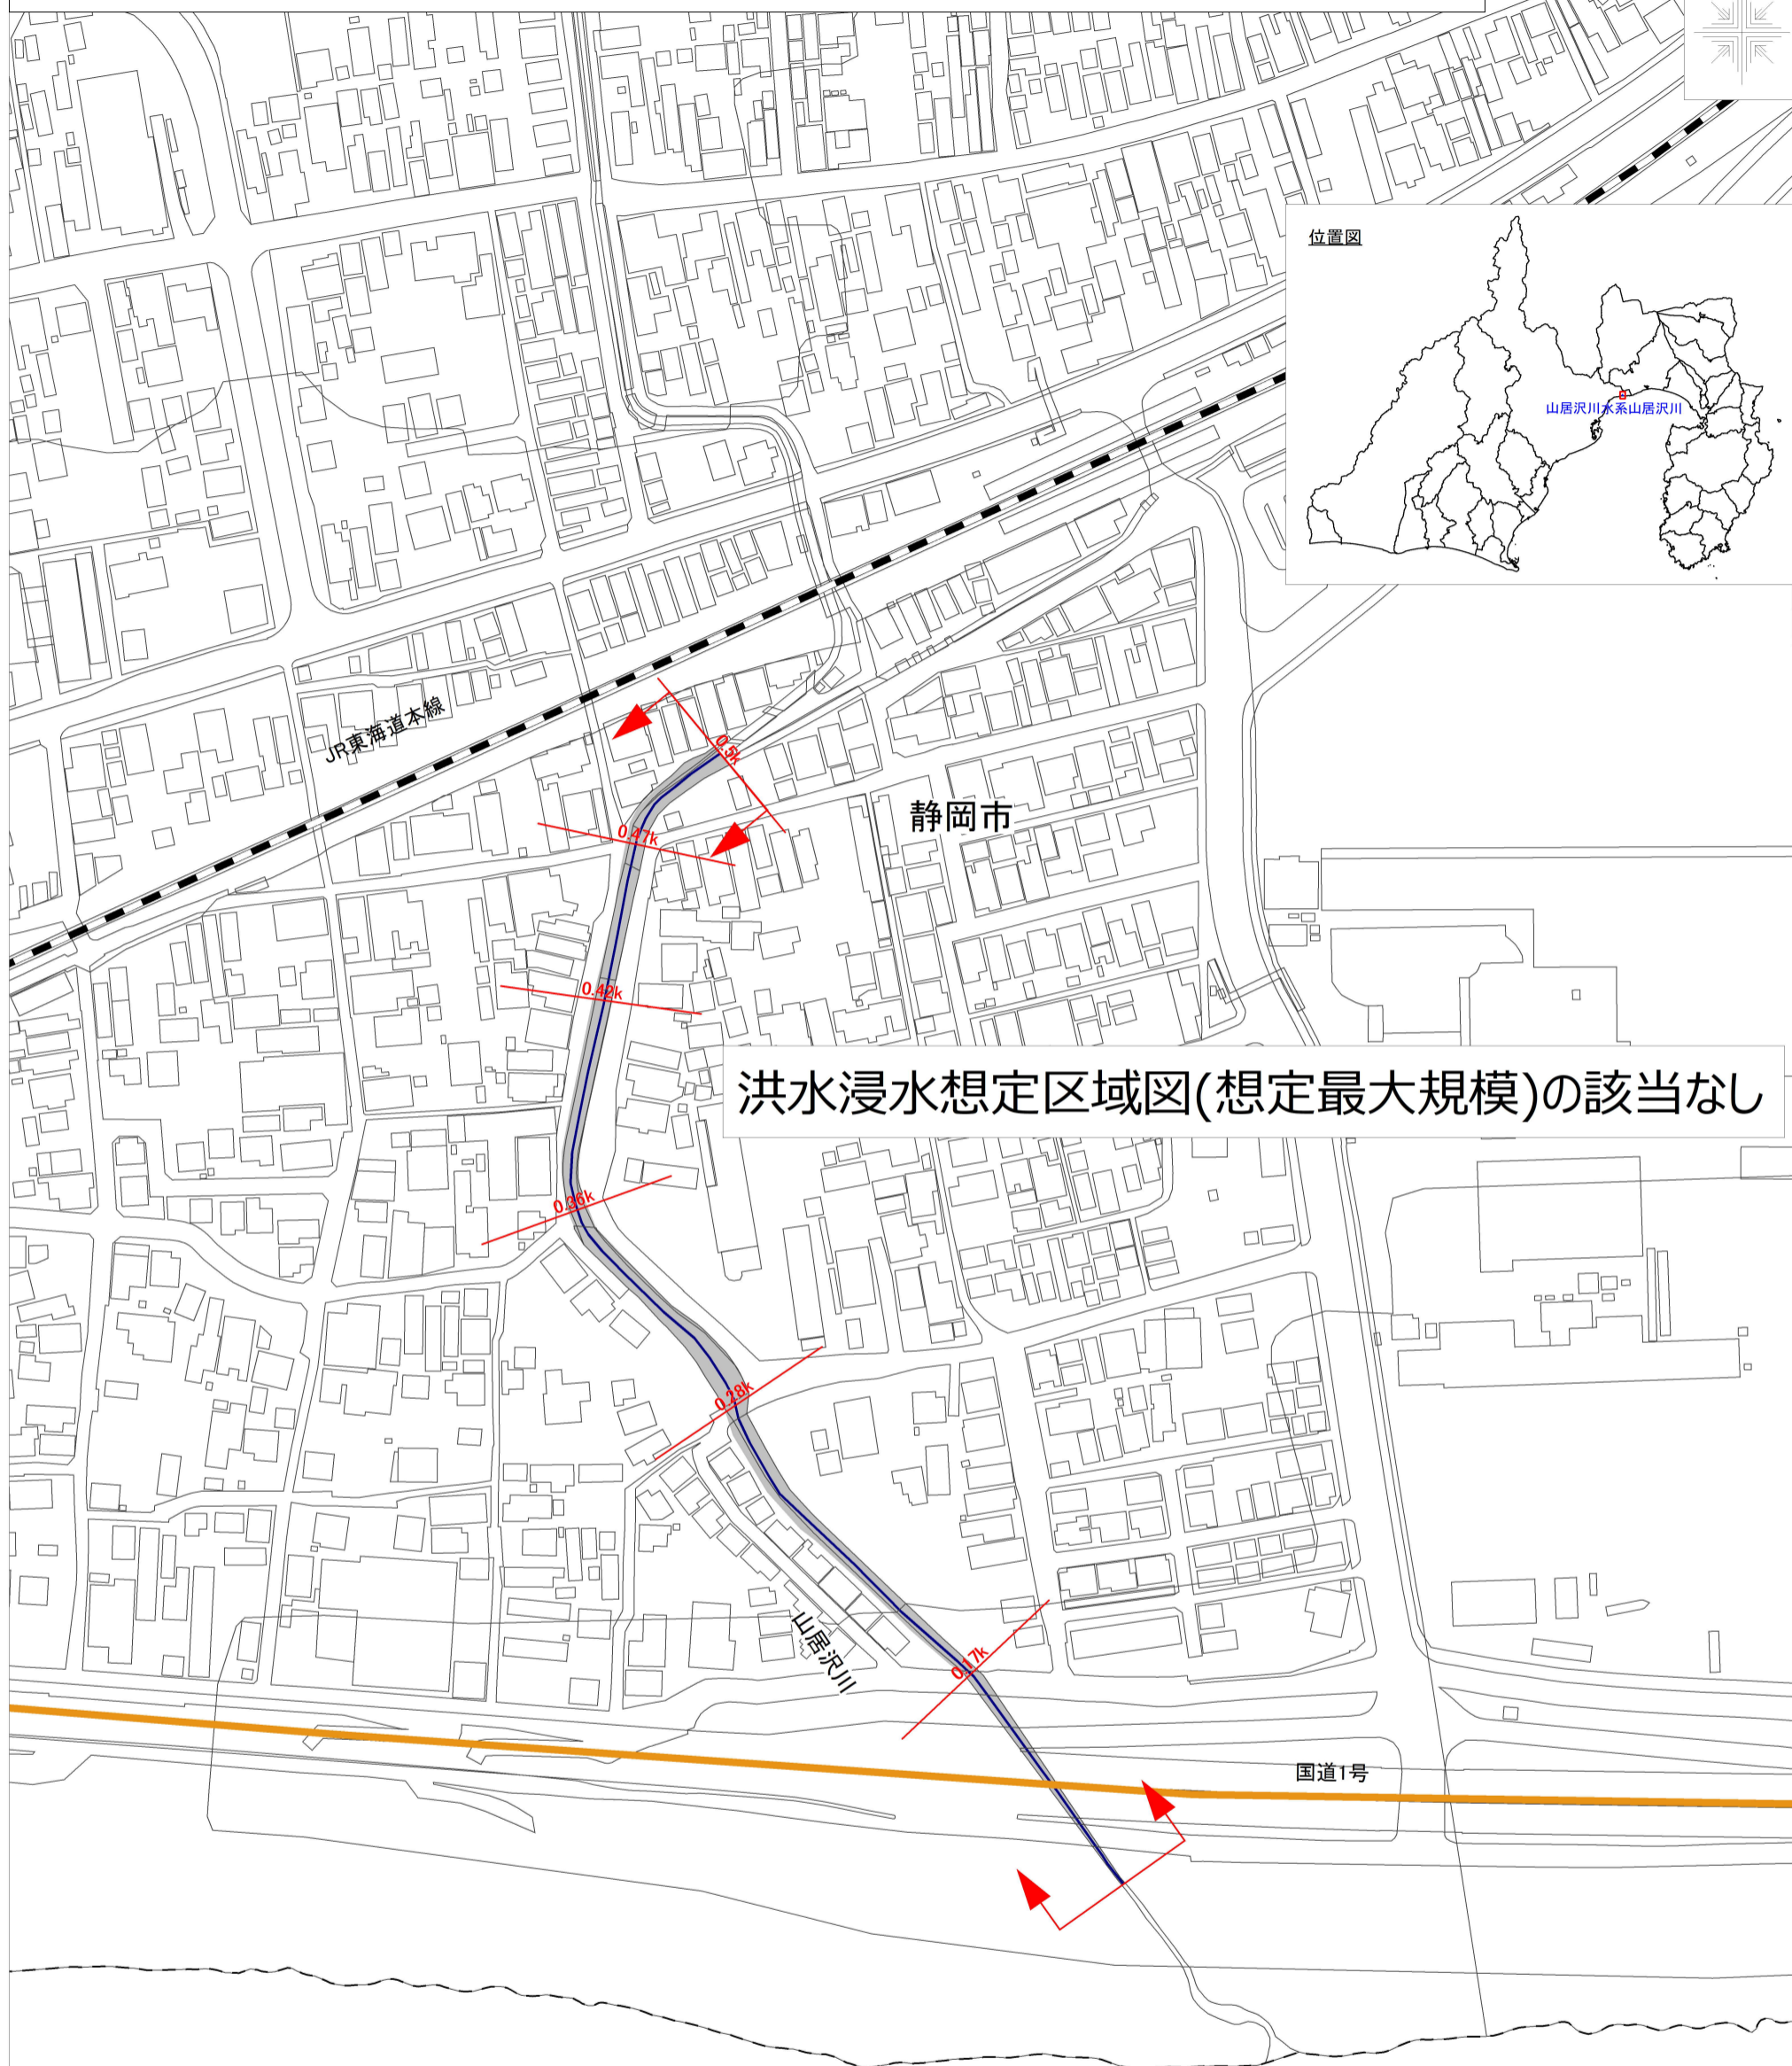 位置図
山居沢川水系山居沢川
JR東海道本線
0.5k
静岡市
0.47k
0.42k
洪水浸水想定区域図(想定最大規模)の該当なし
0.36k
0.28k
山居沢川
0.17k
国道1号